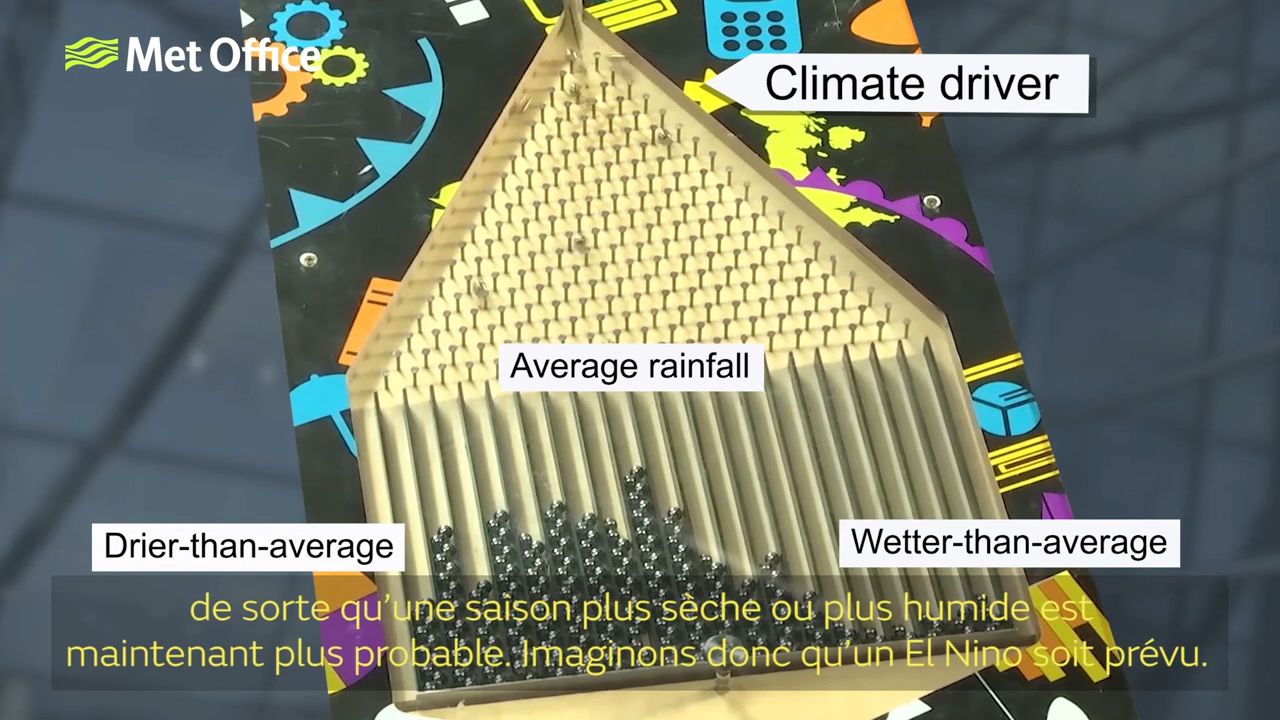 Met Office
Climate driver
Average rainfall
Drier-than-average
Wetter-than-average
de sorte qu'une saison plus sèche ou plus humide est
maintenant plus probable. Imaginons donc qu'un El Nino soit prévu.